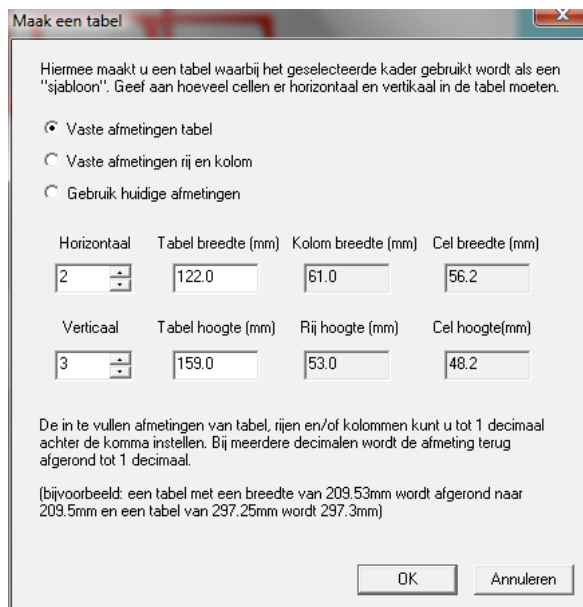 Maak een tabel
Hiermee maakt u een tabel waarbij het geselecteerde kader gebruikt wordt als een
"sjabloon". Geef aan hoeveel cellen er horizontaal en vertikaal in de tabel moeten.
Vaste afmetingen tabel
Vaste afmetingen rij en kolom
Gebruik huidige afmetingen
Horizontaal Tabel breedte (mm) Kolom breedte (mm) Cel breedte (mm)
2 122.0 61.0 56.2
Verticaal Tabel hoogte (mm) Rij hoogte (mm) Cel hoogte(mm)
3 159.0 53.0 48.2
De in te vullen afmetingen van tabel, rijen en/of kolommen kunt u tot 1 decimaal
achter de komma instellen. Bij meerdere decimalen wordt de afmeting terug
afgerond tot 1 decimaal.
(bijvoorbeeld: een tabel met een breedte van 209.53mm wordt afgerond naar
209.5mm en een tabel van 297.25mm wordt 297.3mm)
OK Annuleren